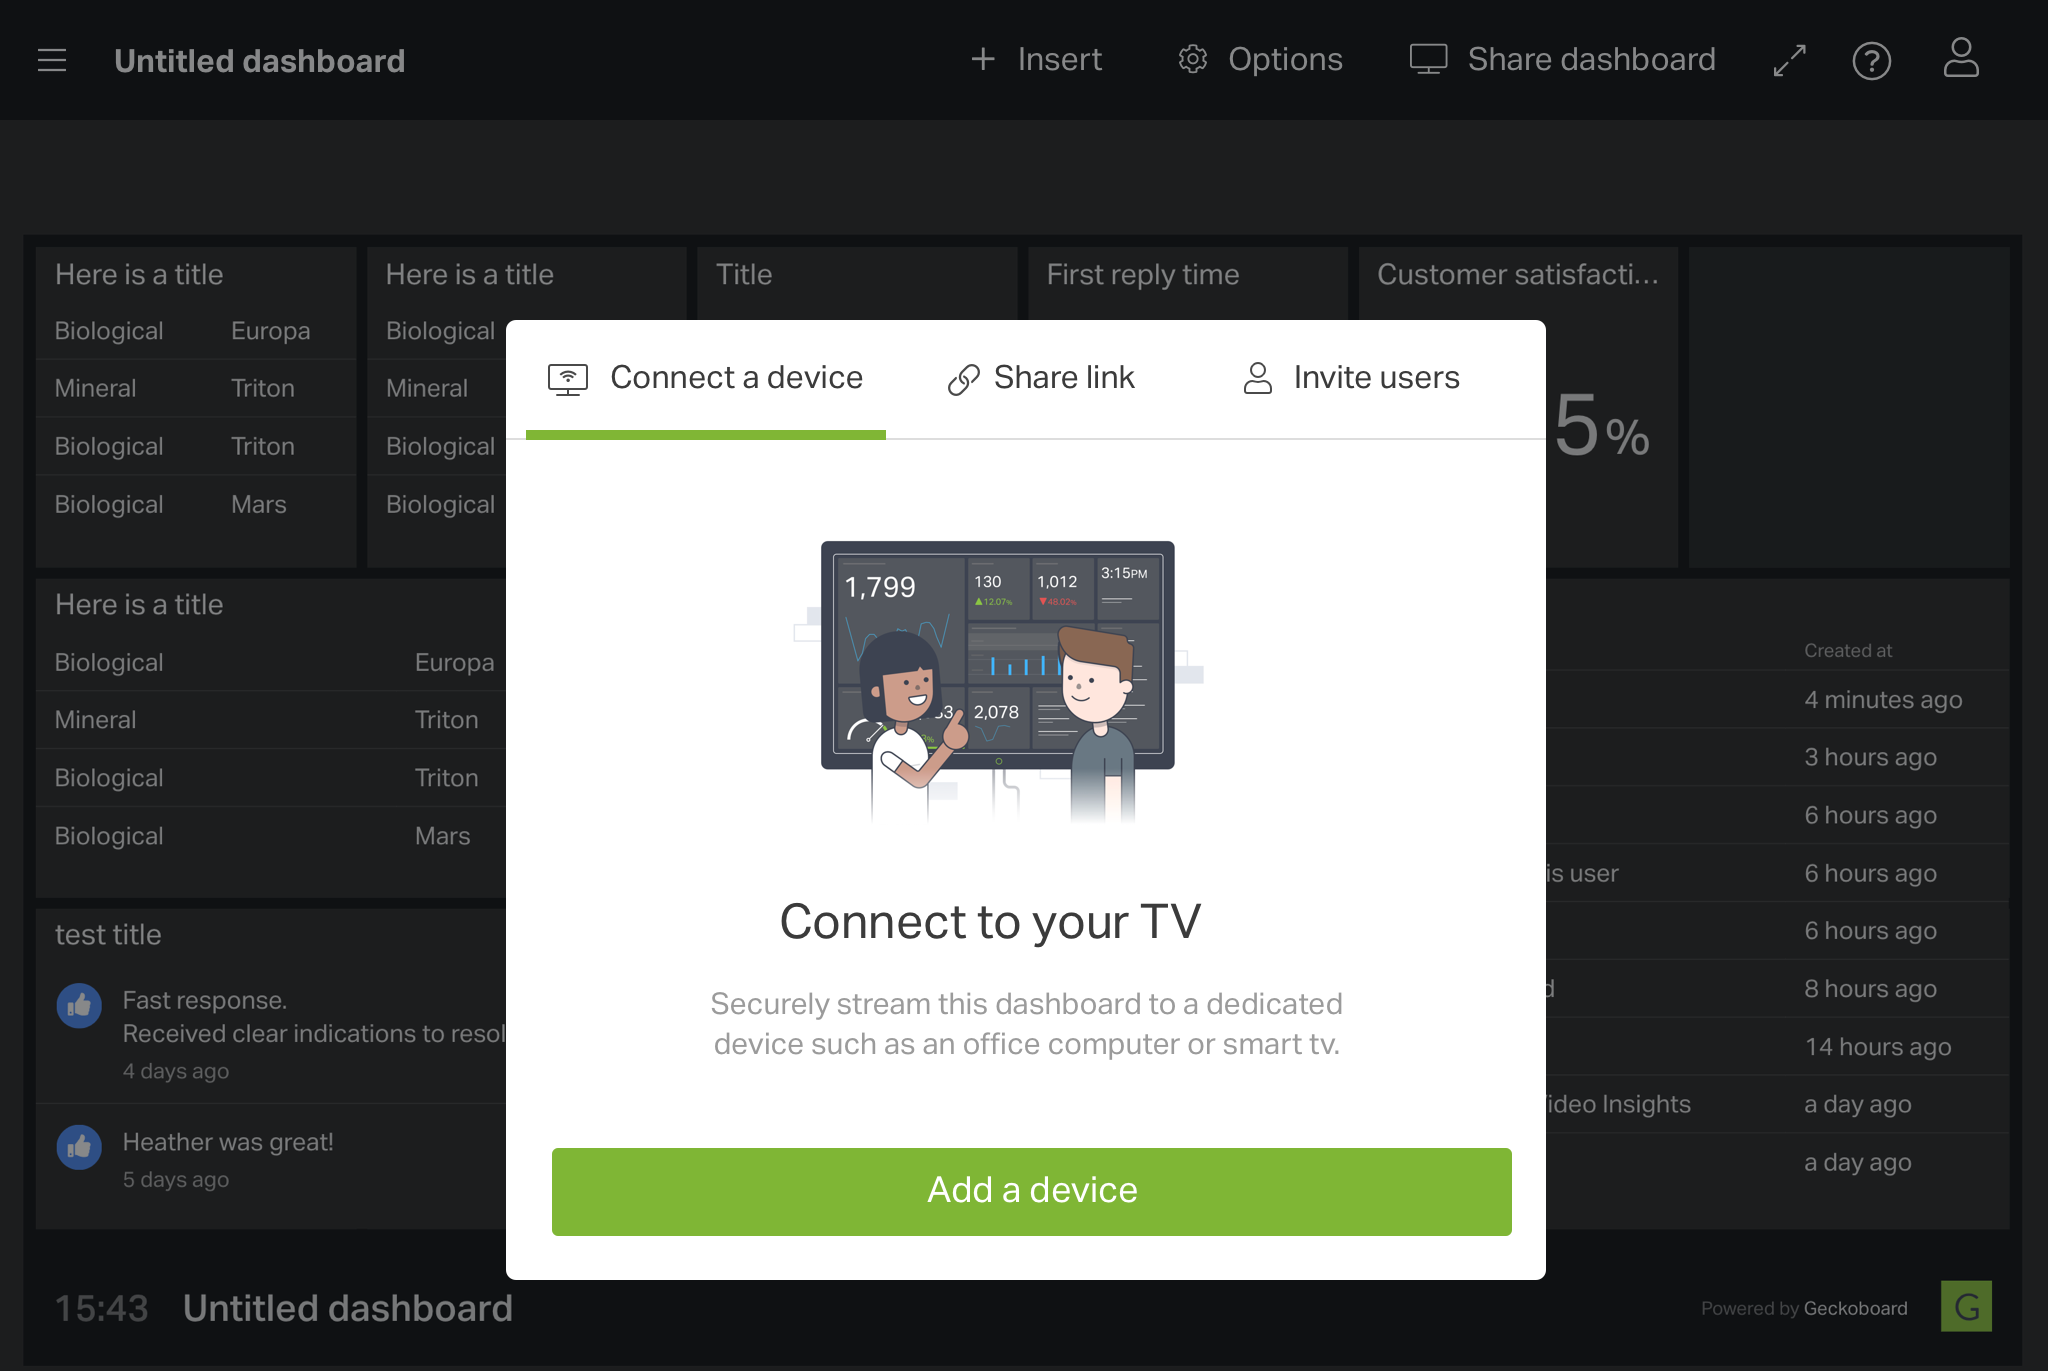 Untitled dashboard
Insert
Options
Share dashboard
?
Here is a title
Biological Europa
Mineral Triton
Biological Triton
Biological Mars
Here is a title
Biological
Mineral
Biological
Biological
Title
First reply time
Customer satisfacti...
5%
Connect a device
Share link
Invite users
1,799
130
12.07%
1,012
48.02%
3:15PM
2,078
Connect to your TV
Securely stream this dashboard to a dedicated
device such as an office computer or smart tv.
Add a device
Here is a title
Biological Europa
Mineral Triton
Biological Triton
Biological Mars
test title
Fast response.
Received clear indications to resol
4 days ago
Heather was great!
5 days ago
Created at
4 minutes ago
3 hours ago
6 hours ago
is user 6 hours ago
6 hours ago
d 8 hours ago
14 hours ago
ideo Insights a day ago
a day ago
15:43 Untitled dashboard
Powered by Geckoboard
G